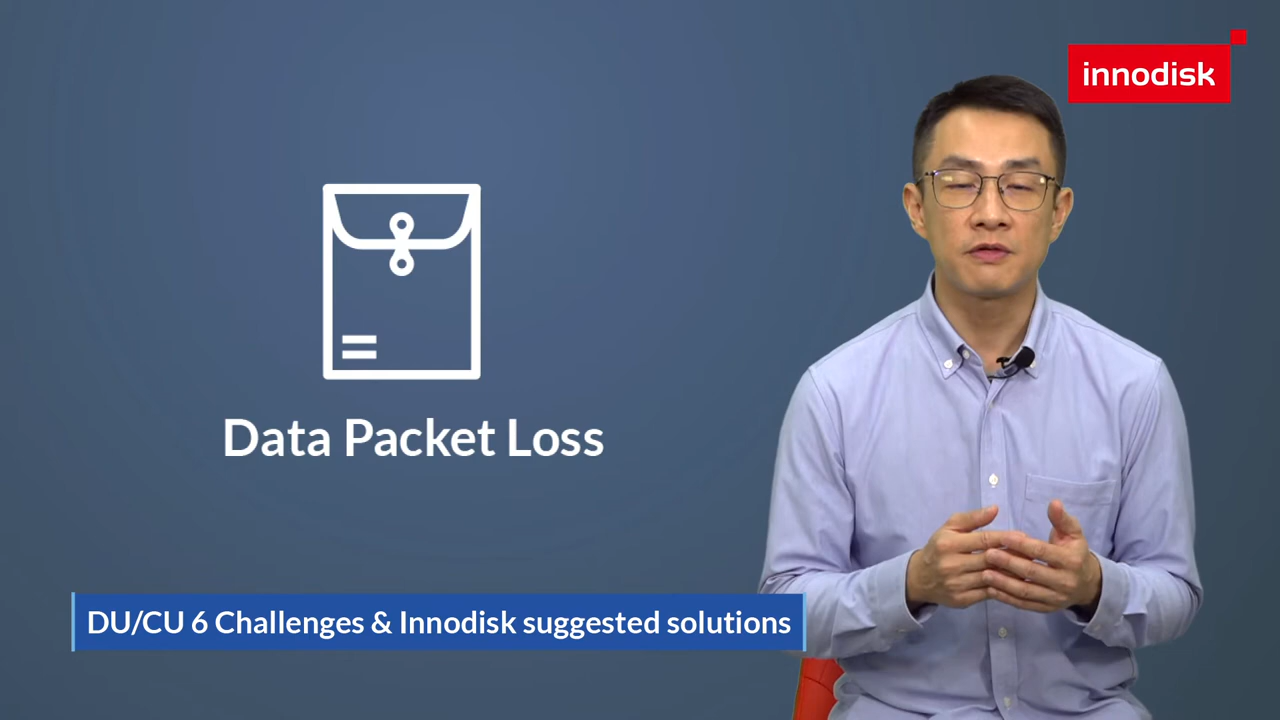 innodisk
Data Packet Loss
DU/CU 6 Challenges & Innodisk suggested solutions